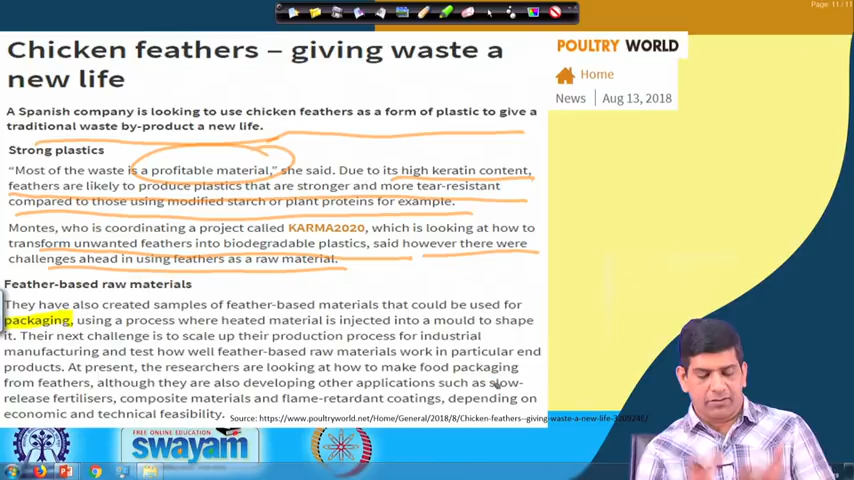 Page: 11 / 11
Chicken feathers – giving waste a
new life
POULTRY WORLD
Home
News | Aug 13, 2018
A Spanish company is looking to use chicken feathers as a form of plastic to give a
traditional waste by-product a new life.
Strong plastics
“Most of the waste is a profitable material,” she said. Due to its high keratin content,
feathers are likely to produce plastics that are stronger and more tear-resistant
compared to those using modified starch or plant proteins for example.
Montes, who is coordinating a project called KARMA2020, which is looking at how to
transform unwanted feathers into biodegradable plastics, said however there were
challenges ahead in using feathers as a raw material.
Feather-based raw materials
They have also created samples of feather-based materials that could be used for
packaging, using a process where heated material is injected into a mould to shape
it. Their next challenge is to scale up their production process for industrial
manufacturing and test how well feather-based raw materials work in particular end
products. At present, the researchers are looking at how to make food packaging
from feathers, although they are also developing other applications such as slow-
release fertilisers, composite materials and flame-retardant coatings, depending on
economic and technical feasibility.
Source: https://www.poultryworld.net/Home/General/2018/8/Chicken-feathers--giving-waste-a-new-life-320924E/
FREE ONLINE EDUCATION
swayam